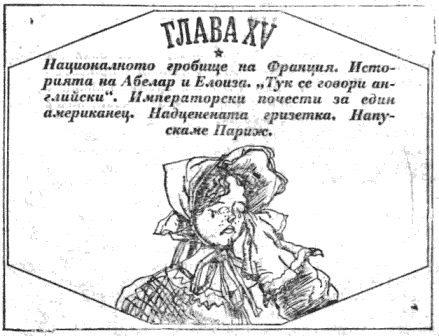 ГЛАВА XV
★
Националното гробище на Франция. Исто-
рията на Абелар и Елоиза. „Тук се говори ан-
глийски“. Императорски почести за един
американец. Надценената гризетка. Напу-
скаме Париж.